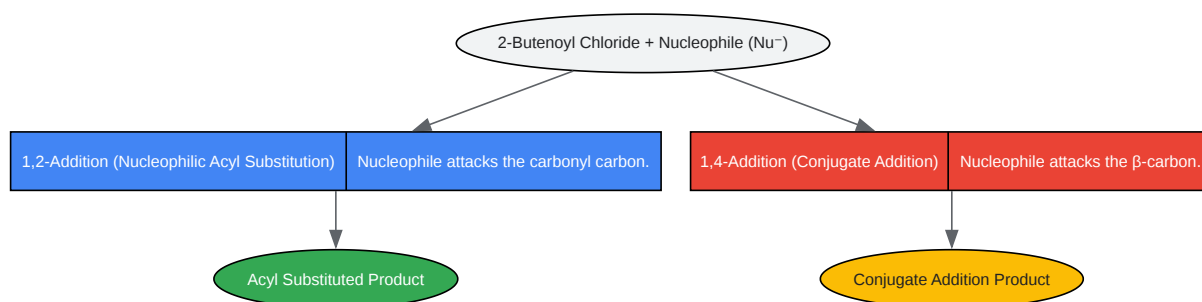 2-Butenoyl Chloride + Nucleophile (Nu⁻)
1,2-Addition (Nucleophilic Acyl Substitution)
Nucleophile attacks the carbonyl carbon.
1,4-Addition (Conjugate Addition)
Nucleophile attacks the β-carbon.
Acyl Substituted Product
Conjugate Addition Product